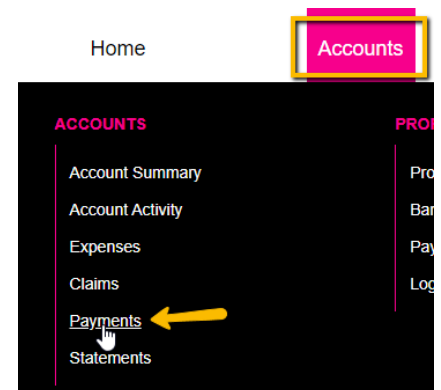 Home
Accounts
ACCOUNTS
Account Summary
Account Activity
Expenses
Claims
Payments
Statements